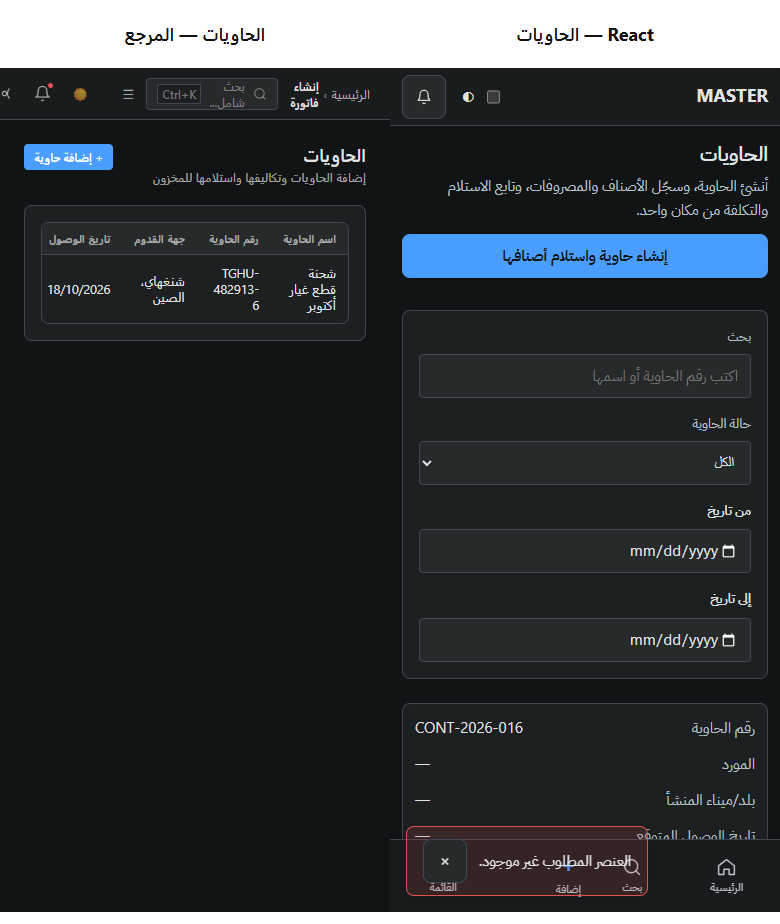 React — الحاويات
MASTER
الحاويات
أنشئ الحاوية، وسجّل الأصناف والمصروفات، وتابع الاستلام
والتكلفة من مكان واحد.
إنشاء حاوية واستلام أصنافها
بحث
اكتب رقم الحاوية أو اسمها
حالة الحاوية
الكل
من تاريخ
mm/dd/yyyy
إلى تاريخ
mm/dd/yyyy
رقم الحاوية CONT-2026-016
المورد —
بلد/ميناء المنشأ —
تاريخ الوصول المتوقع —
العنصر المطلوب غير موجود. ×
الرئيسية بحث إضافة القائمة
الحاويات — المرجع
الرئيسية › إنشاء فاتورة
بحث شامل... Ctrl+K
الحاويات
+ إضافة حاوية
إضافة الحاويات وتكاليفها واستلامها للمخزون
اسم الحاوية رقم الحاوية جهة القدوم تاريخ الوصول
شحنة قطع غيار أكتوبر
TGHU-482913-6
شنغهاي، الصين
18/10/2026